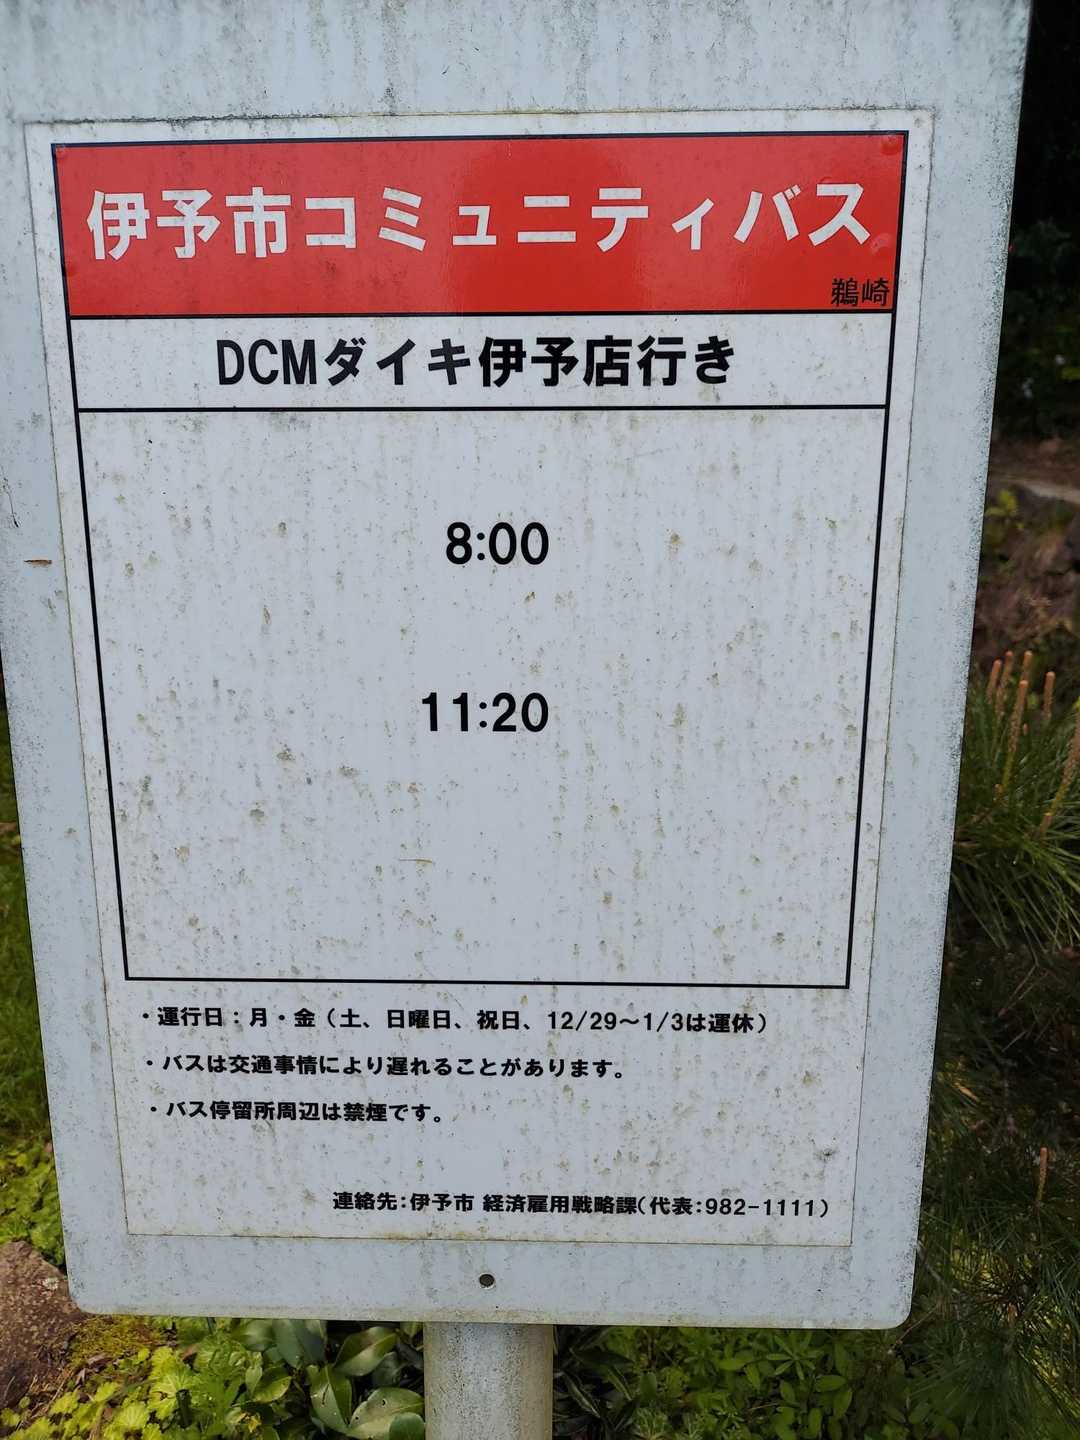 伊予市コミュニティバス
鵜崎
DCMダイキ伊予店行き
8:00
11:20
・運行日：月・金（土、日曜日、祝日、12/29～1/3は運休）
・バスは交通事情により遅れることがあります。
・バス停留所周辺は禁煙です。
連絡先：伊予市 経済雇用戦略課（代表：982-1111）